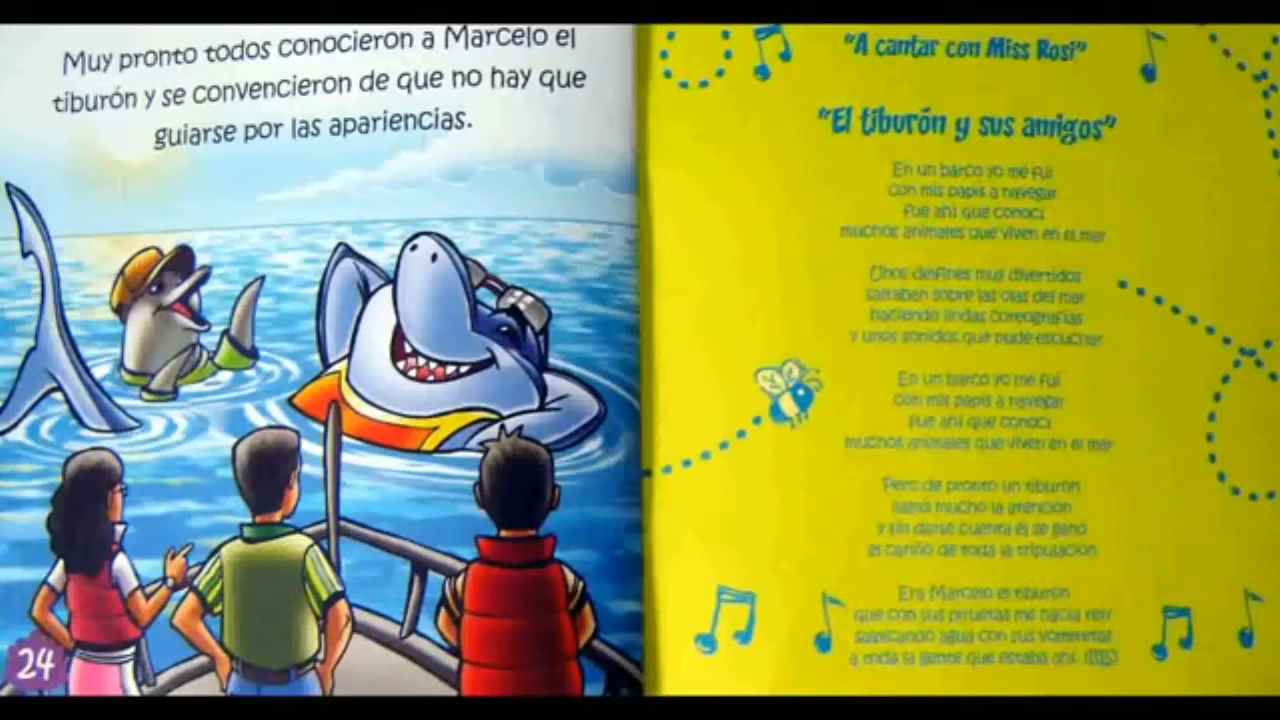 Muy pronto todos conocieron a Marcelo el
tiburón y se convencieron de que no hay que
guiarse por las apariencias.
24
"A cantar con Miss Rosi"
"El tiburón y sus amigos"
En un barco yo me fui
con mis papis a navegar
fue ahí que conocí
muchos animales que viven en el mar
Unos delfines muy divertidos
saltaban sobre las olas del mar
haciendo lindas coreografías
y unos sonidos que pude escuchar
En un barco yo me fui
con mis papis a navegar
fue ahí que conocí
muchos animales que viven en el mar
Pero de pronto un tiburón
llamó mucho la atención
y sin darse cuenta él se ganó
el cariño de toda la tripulación
Era Marcelo el tiburón
que con sus piruetas me hacía reír
salpicando agua con sus volteretas
a toda la gente que estaba ahí. (BIS)